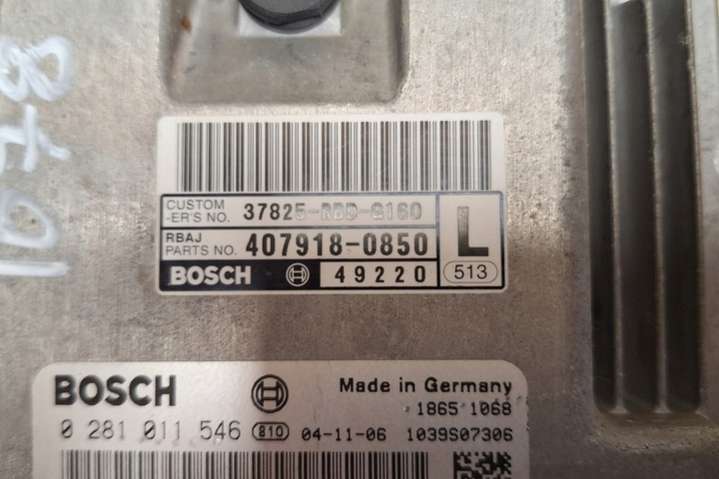 CUSTOM
-ER'S NO. 37825-RBD-G160
RBAJ
PARTS NO. 407918-0850
L
BOSCH 49220 513
BOSCH
Made in Germany
1865 1068
0 281 011 546 810 04-11-06 1039S07306